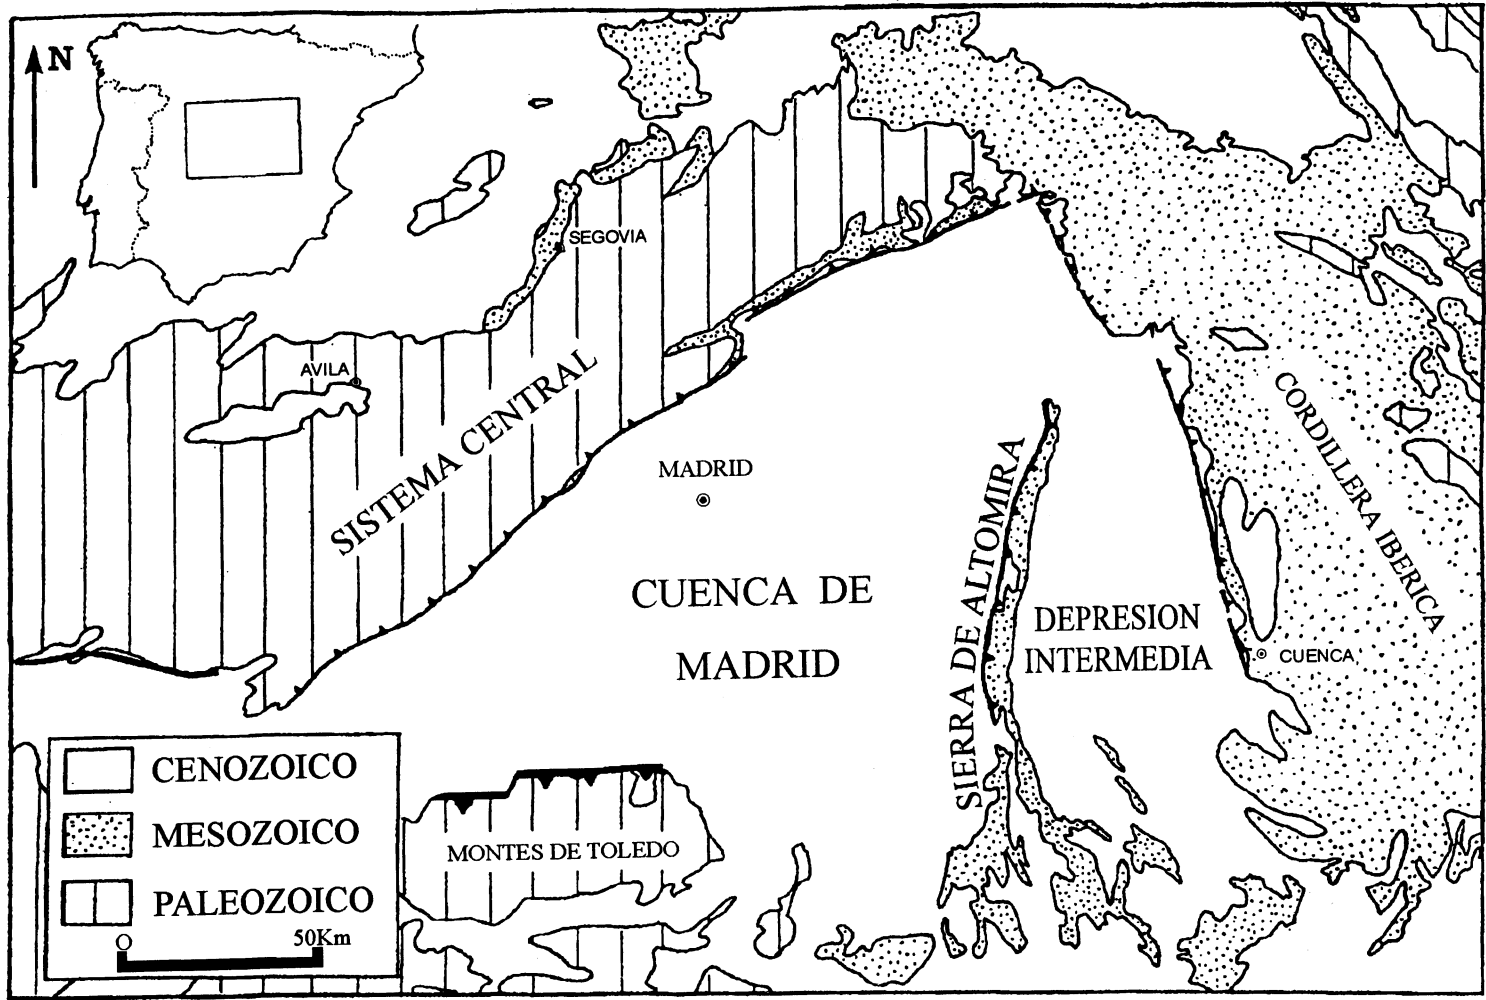 N
SEGOVIA
AVILA
SISTEMA CENTRAL
MADRID
CUENCA DE
MADRID
SIERRA DE ALTOMIRA
DEPRESION
INTERMEDIA
CORDILLERA IBERICA
CUENCA
MONTES DE TOLEDO
CENOZOICO
MESOZOICO
PALEOZOICO
O 50Km